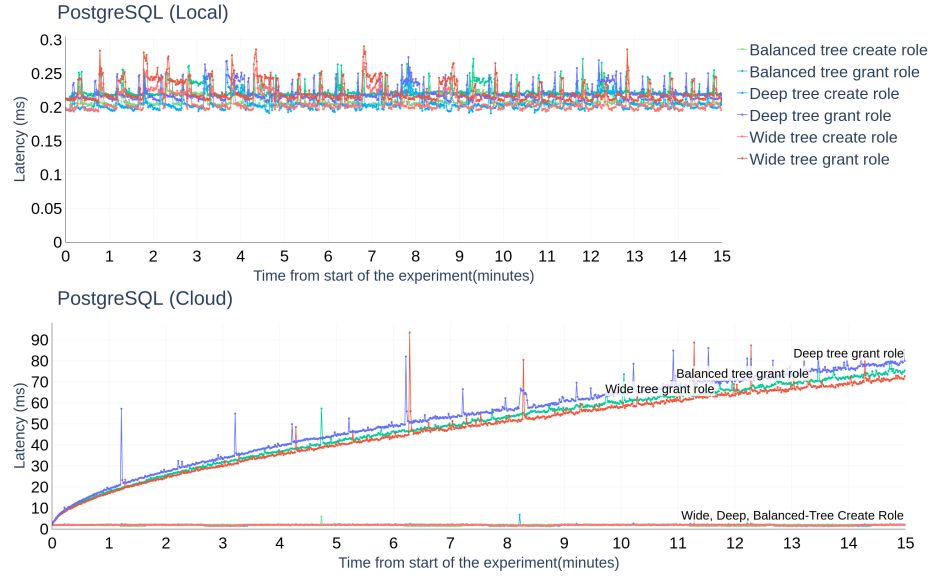 PostgreSQL (Local)
0.3
0.25
0.2
0.15
0.1
0.05
0
Latency (ms)
0 1 2 3 4 5 6 7 8 9 10 11 12 13 14 15
Time from start of the experiment(minutes)
Balanced tree create role
Balanced tree grant role
Deep tree create role
Deep tree grant role
Wide tree create role
Wide tree grant role
PostgreSQL (Cloud)
90
80
70
60
50
40
30
20
10
0
Latency (ms)
Deep tree grant role
Balanced tree grant role
Wide tree grant role
Wide, Deep, Balanced-Tree Create Role
0 1 2 3 4 5 6 7 8 9 10 11 12 13 14 15
Time from start of the experiment(minutes)